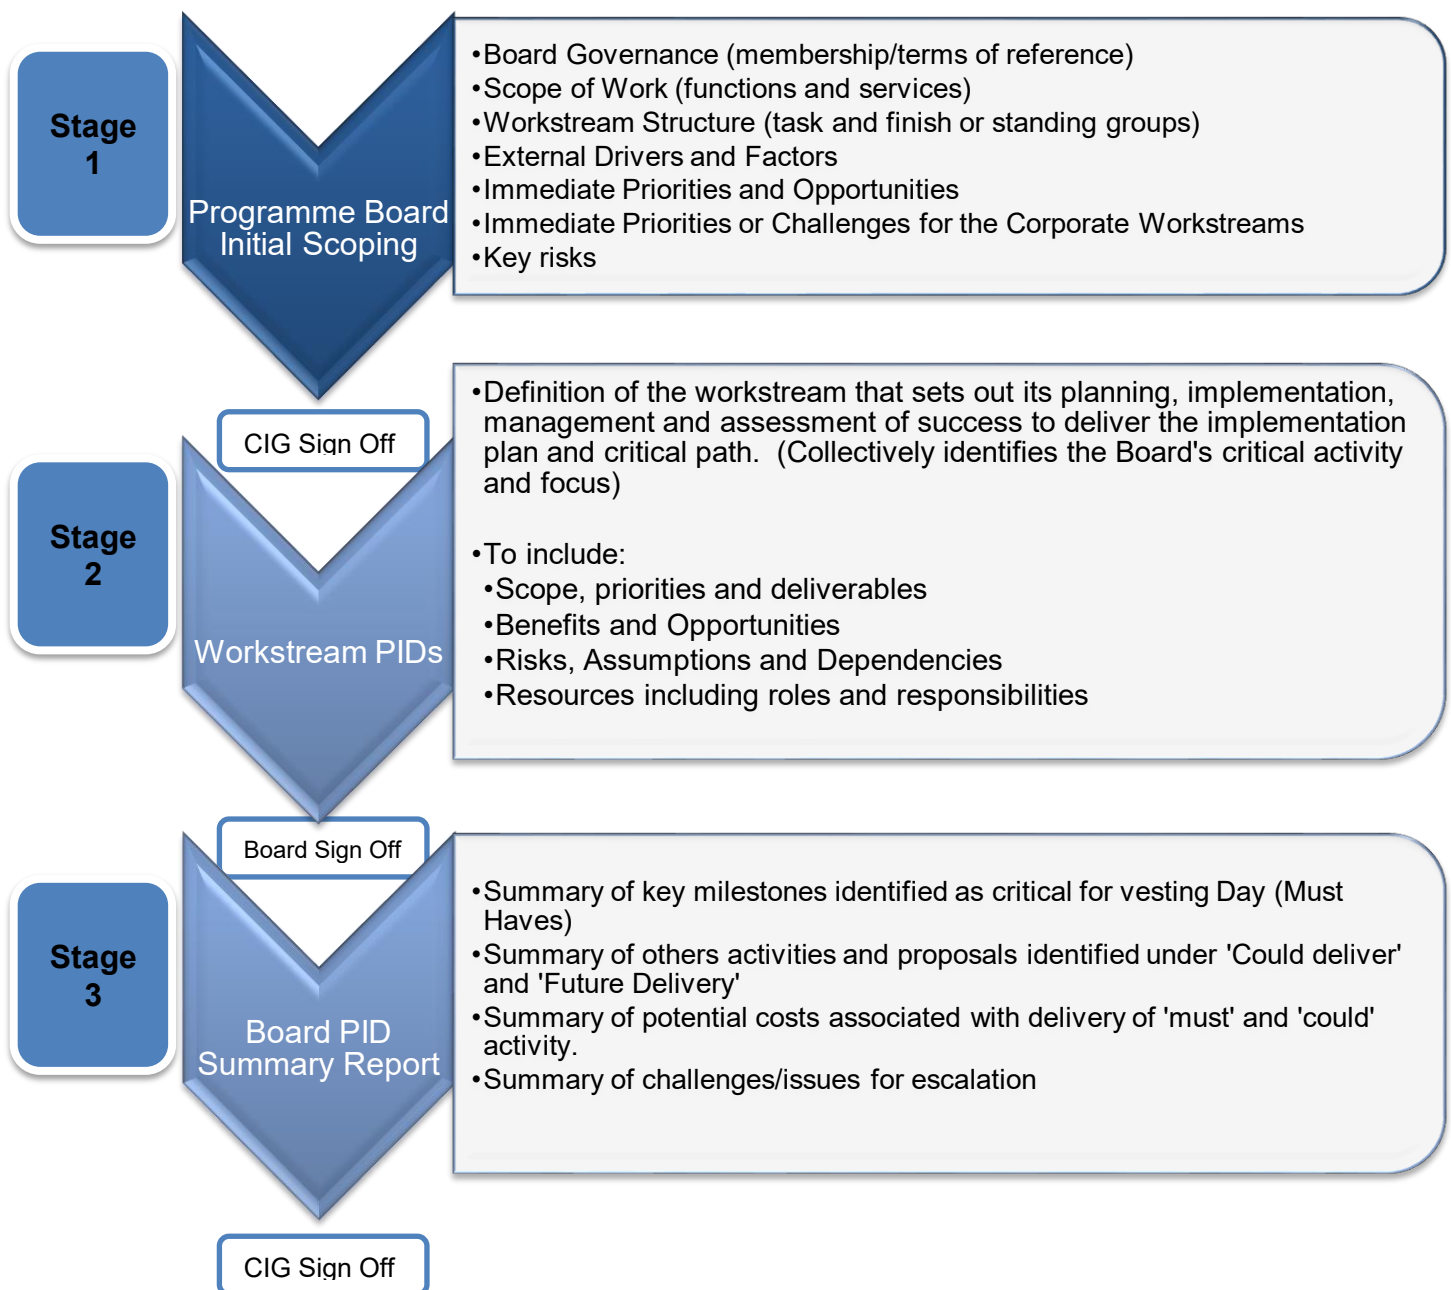 Stage
1
Programme Board
Initial Scoping
•Board Governance (membership/terms of reference)
•Scope of Work (functions and services)
•Workstream Structure (task and finish or standing groups)
•External Drivers and Factors
•Immediate Priorities and Opportunities
•Immediate Priorities or Challenges for the Corporate Workstreams
•Key risks
CIG Sign Off
Stage
2
Workstream PIDs
•Definition of the workstream that sets out its planning, implementation,
management and assessment of success to deliver the implementation
plan and critical path.  (Collectively identifies the Board's critical activity
and focus)
•To include:
•Scope, priorities and deliverables
•Benefits and Opportunities
•Risks, Assumptions and Dependencies
•Resources including roles and responsibilities
Board Sign Off
Stage
3
Board PID
Summary Report
•Summary of key milestones identified as critical for vesting Day (Must
Haves)
•Summary of others activities and proposals identified under 'Could deliver'
and 'Future Delivery'
•Summary of potential costs associated with delivery of 'must' and 'could'
activity.
•Summary of challenges/issues for escalation
CIG Sign Off